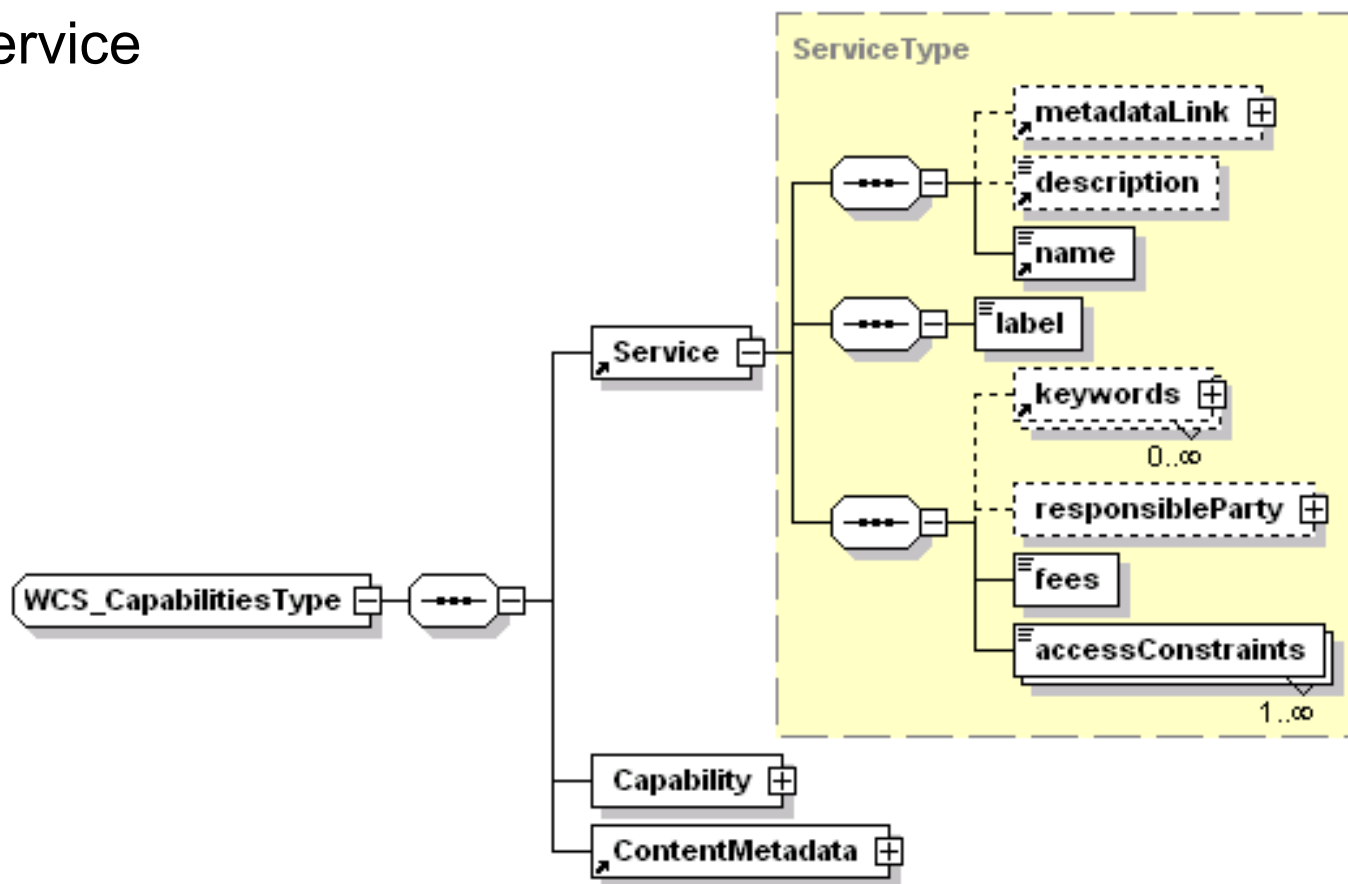 ervice
ServiceType
metadataLink
description
name
label
Service
keywords
0..∞
responsibleParty
fees
WCS_CapabilitiesType
accessConstraints
1..∞
Capability
ContentMetadata